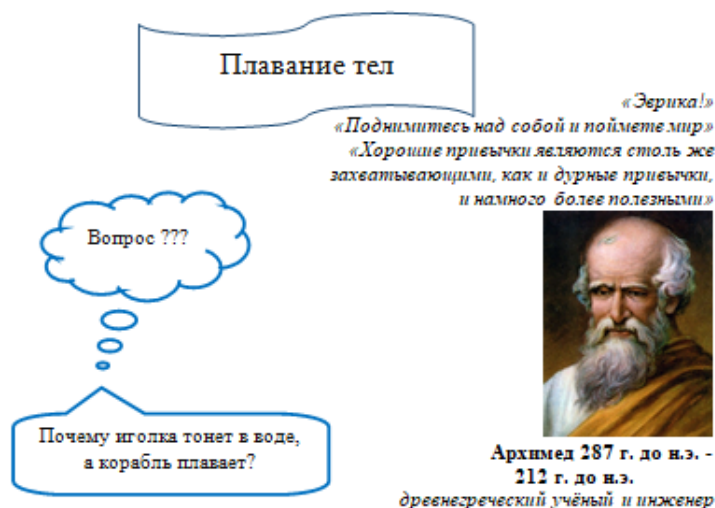 Плавание тел
«Эврика!»
«Поднимитесь над собой и поймете мир»
«Хорошие привычки являются столь же
захватывающими, как и дурные привычки,
и намного более полезными»
Вопрос ???
Почему иголка тонет в воде,
а корабль плавает?
Архимед 287 г. до н.э. -
212 г. до н.э.
древнегреческий учёный и инженер